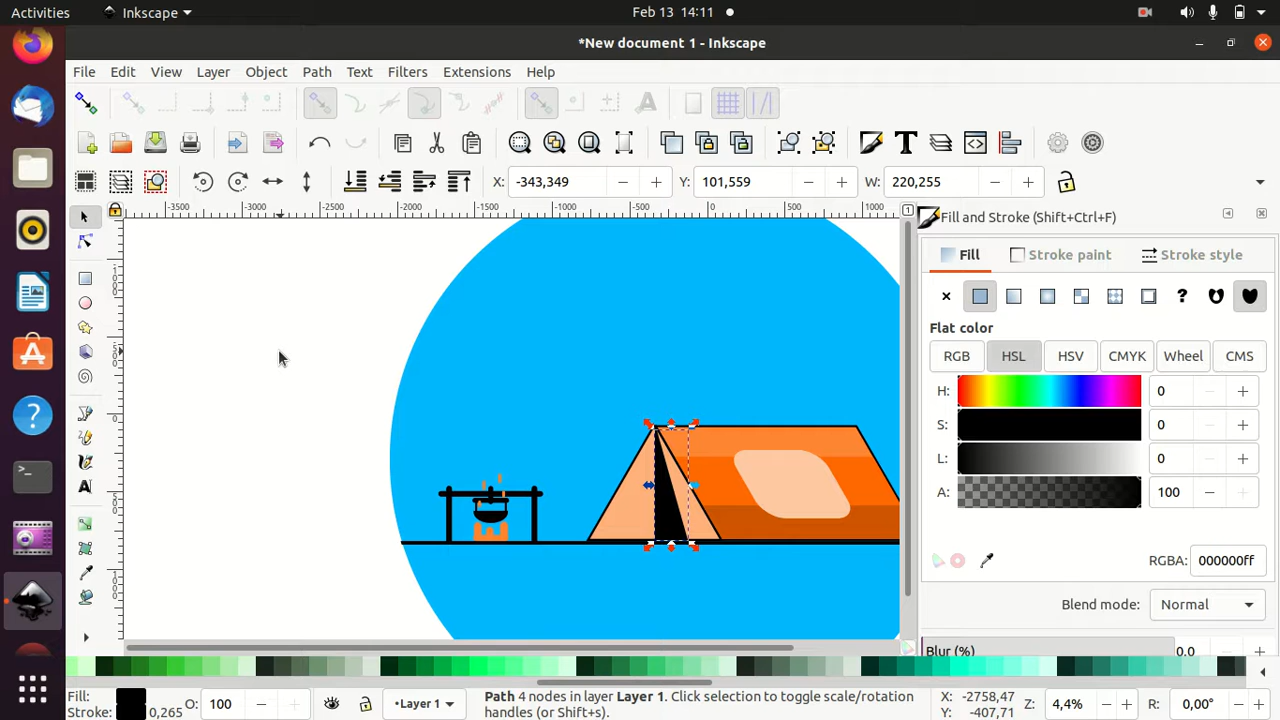 Activities
Inkscape
Feb 13 14:11
*New document 1 - Inkscape
File Edit View Layer Object Path Text Filters Extensions Help
X: -343,349 Y: 101,559 W: 220,255
-3500 -3000 -2500 -2000 -1500 -1000 -500 0 500 1000
Fill and Stroke (Shift+Ctrl+F)
Fill Stroke paint Stroke style
Flat color
RGB HSL HSV CMYK Wheel CMS
H: 0
S: 0
L: 0
A: 100
RGBA: 000000ff
Blend mode: Normal
Blur (%) 0.0
Fill:
Stroke: 0,265
O: 100
•Layer 1
Path 4 nodes in layer Layer 1. Click selection to toggle scale/rotation
handles (or Shift+s).
X: -2758,47
Y: -407,71
Z: 4,4%
R: 0,00°